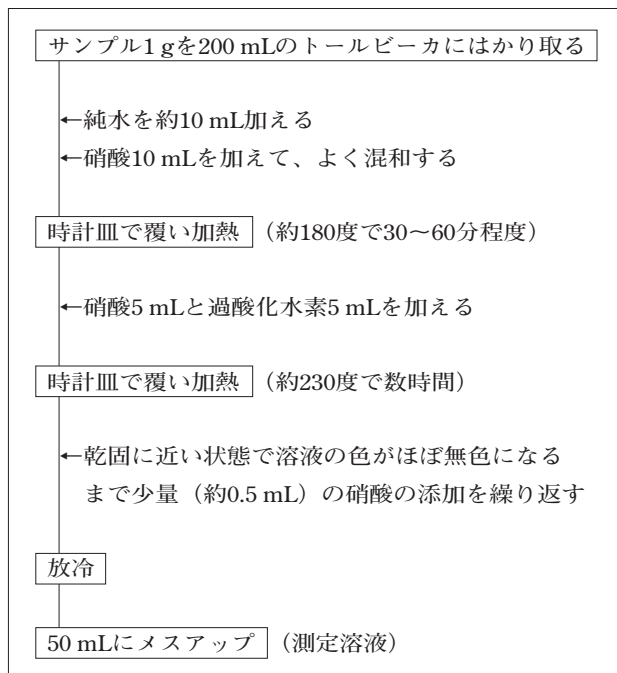 サンプル1 gを200 mLのトールビーカにはかり取る
←純水を約10 mL加える
←硝酸10 mLを加えて、よく混和する
時計皿で覆い加熱（約180度で30〜60分程度）
←硝酸5 mLと過酸化水素5 mLを加える
時計皿で覆い加熱（約230度で数時間）
←乾固に近い状態で溶液の色がほぼ無色になる
まで少量（約0.5 mL）の硝酸の添加を繰り返す
放冷
50 mLにメスアップ（測定溶液）